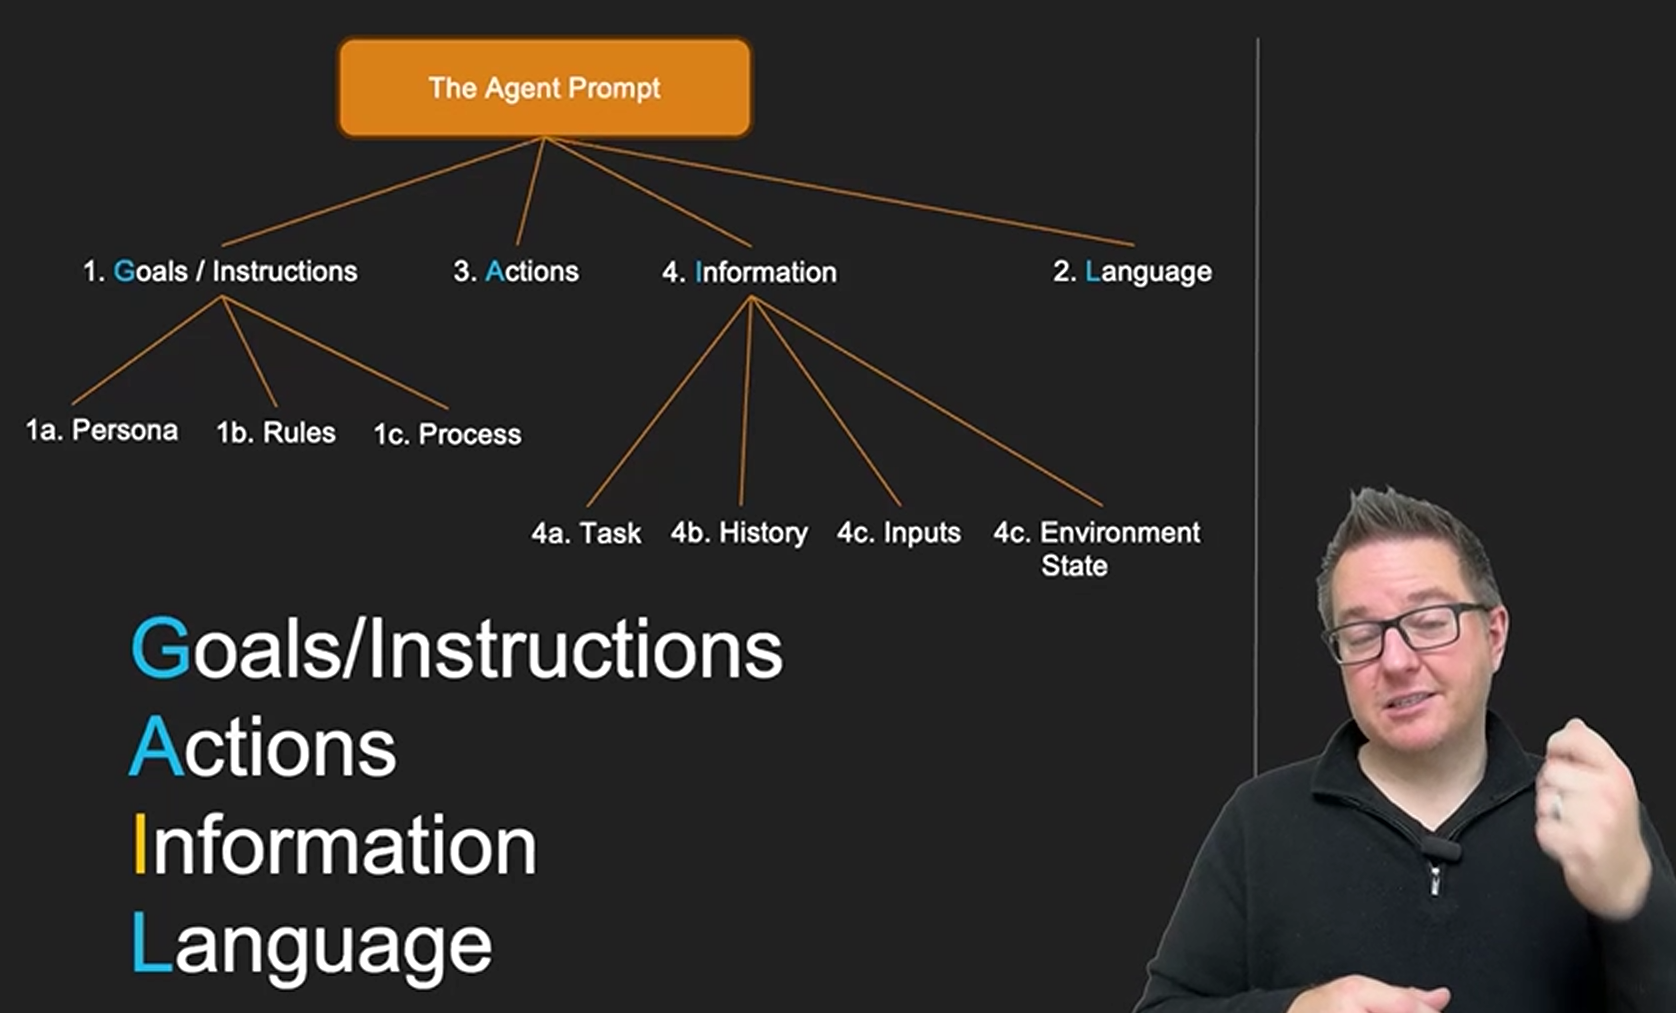 The Agent Prompt
1. Goals / Instructions
3. Actions
4. Information
2. Language
1a. Persona
1b. Rules
1c. Process
4a. Task
4b. History
4c. Inputs
4c. Environment
State
Goals/Instructions
Actions
Information
Language